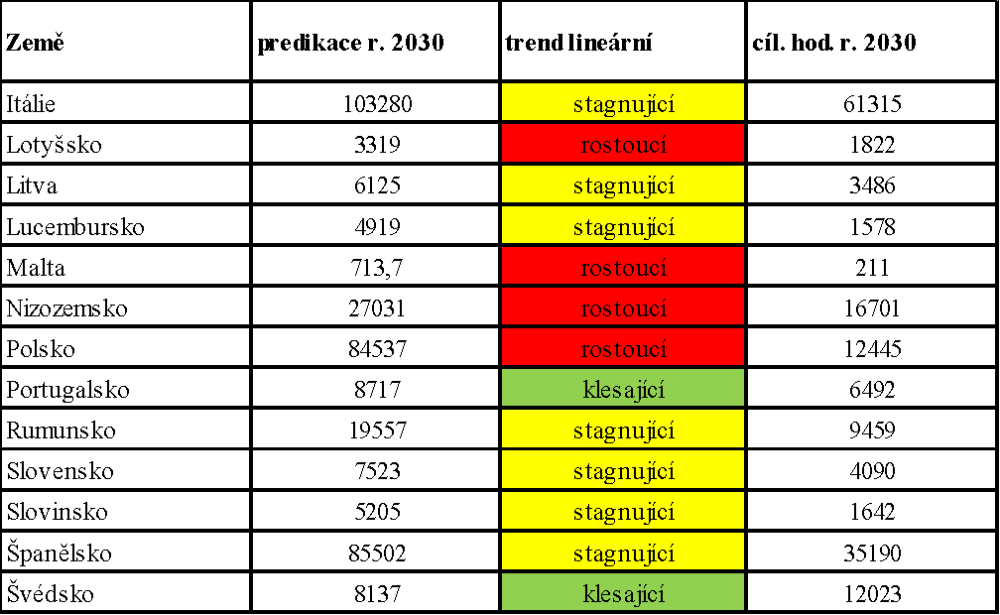 Země predikace r. 2030 trend lineární cíl. hod. r. 2030
Itálie 103280 stagnující 61315
Lotyšsko 3319 rostoucí 1822
Litva 6125 stagnující 3486
Lucembursko 4919 stagnující 1578
Malta 713,7 rostoucí 211
Nizozemsko 27031 rostoucí 16701
Polsko 84537 rostoucí 12445
Portugalsko 8717 klesající 6492
Rumunsko 19557 stagnující 9459
Slovensko 7523 stagnující 4090
Slovinsko 5205 stagnující 1642
Španělsko 85502 stagnující 35190
Švédsko 8137 klesající 12023